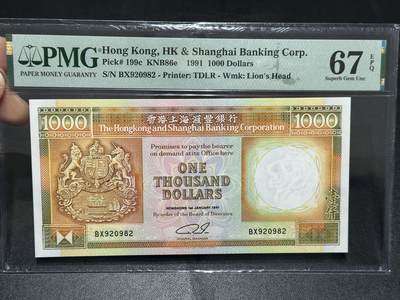 PMG
PAPER MONEY GUARANTY
Hong Kong, HK & Shanghai Banking Corp.
Pick# 199c KNB86e 1991 1000 Dollars
S/N BX920982 - Printer: TDLR - Wmk: Lion's Head
67 EPQ
Superb Gem Unc
1000
香港上海滙豐銀行
1000
The Hongkong and Shanghai Banking Corporation
Promises to pay the bearer
on demand at its Office here
ONE
THOUSAND
DOLLARS
HONGKONG 1ST JANUARY 1991
By order of the Board of Directors
BX920982
BX920982